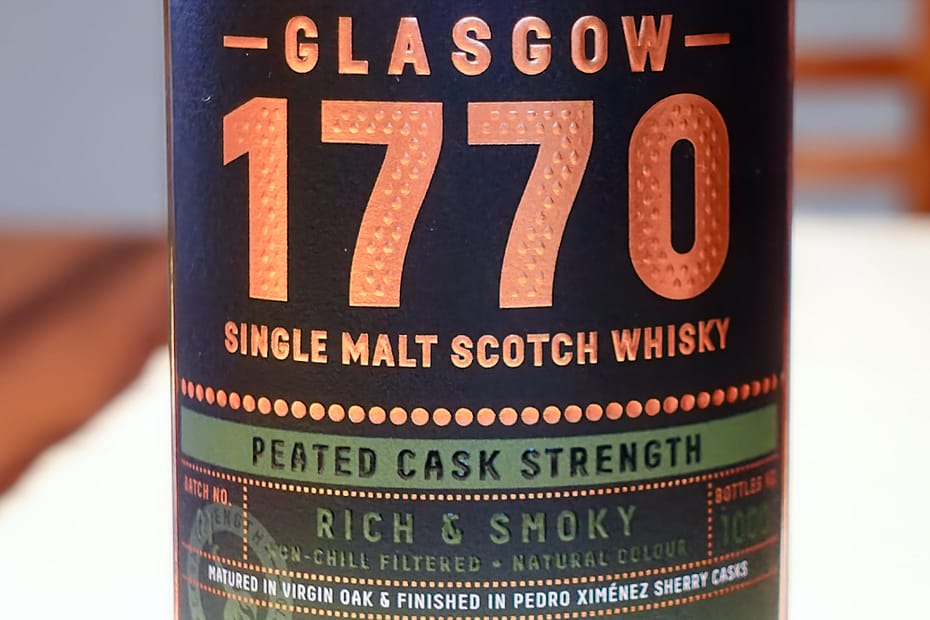 GLASGOW
1770
SINGLE MALT SCOTCH WHISKY
PEATED CASK STRENGTH
BATCH NO.
BOTTLES
RICH & SMOKY
NON-CHILL FILTERED - NATURAL COLOUR
MATURED IN VIRGIN OAK & FINISHED IN PEDRO XIMÉNEZ SHERRY CASKS